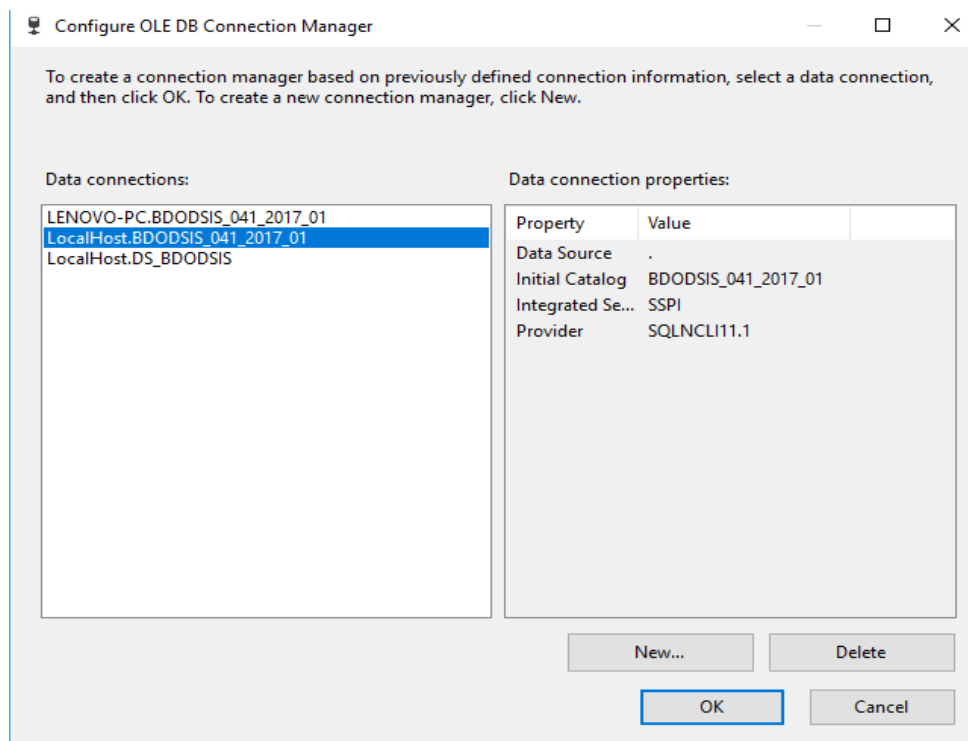 Configure OLE DB Connection Manager
To create a connection manager based on previously defined connection information, select a data connection,
and then click OK. To create a new connection manager, click New.
Data connections:
LENOVO-PC.BDODSIS_041_2017_01
LocalHost.BDODSIS_041_2017_01
LocalHost.DS_BDODSIS
Data connection properties:
Property Value
Data Source .
Initial Catalog BDODSIS_041_2017_01
Integrated Se... SSPI
Provider SQLNCLI11.1
New... Delete
OK Cancel